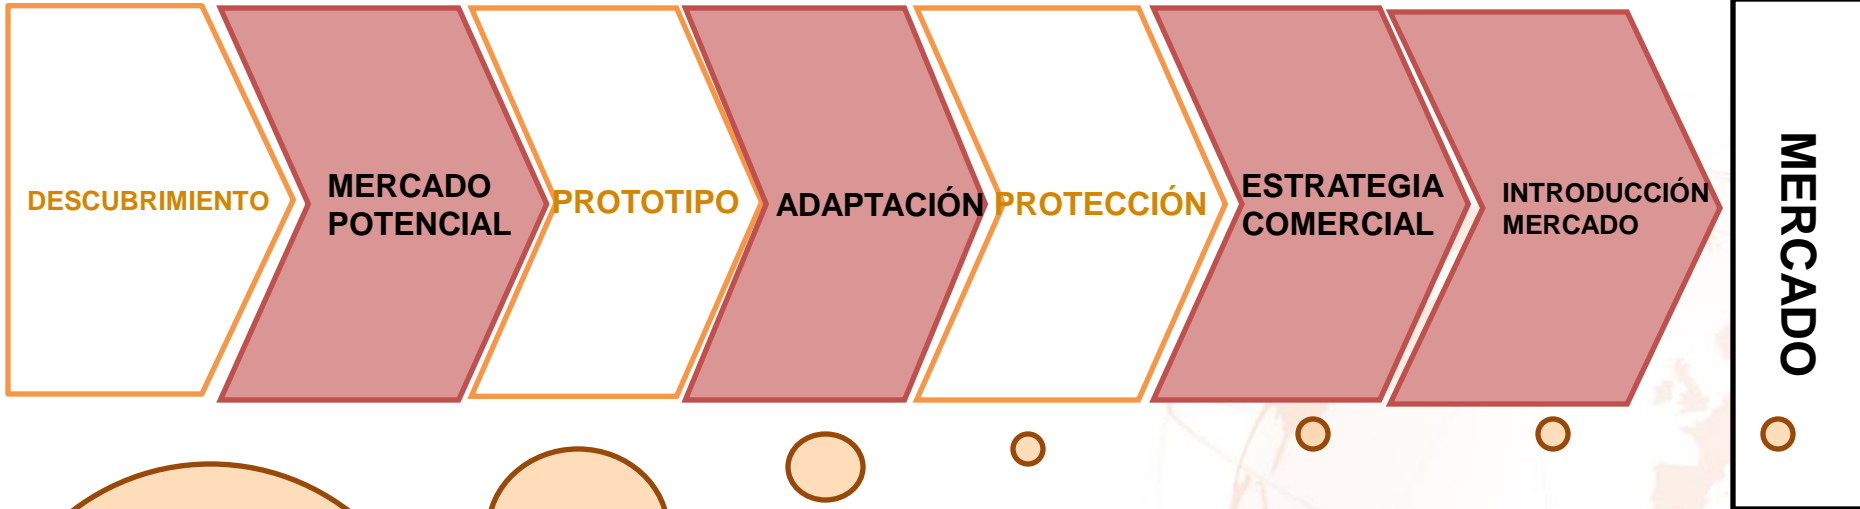 DESCUBRIMIENTO
MERCADO
POTENCIAL
PROTOTIPO
ADAPTACIÓN
PROTECCIÓN
ESTRATEGIA
COMERCIAL
INTRODUCCIÓN
MERCADO
MERCADO